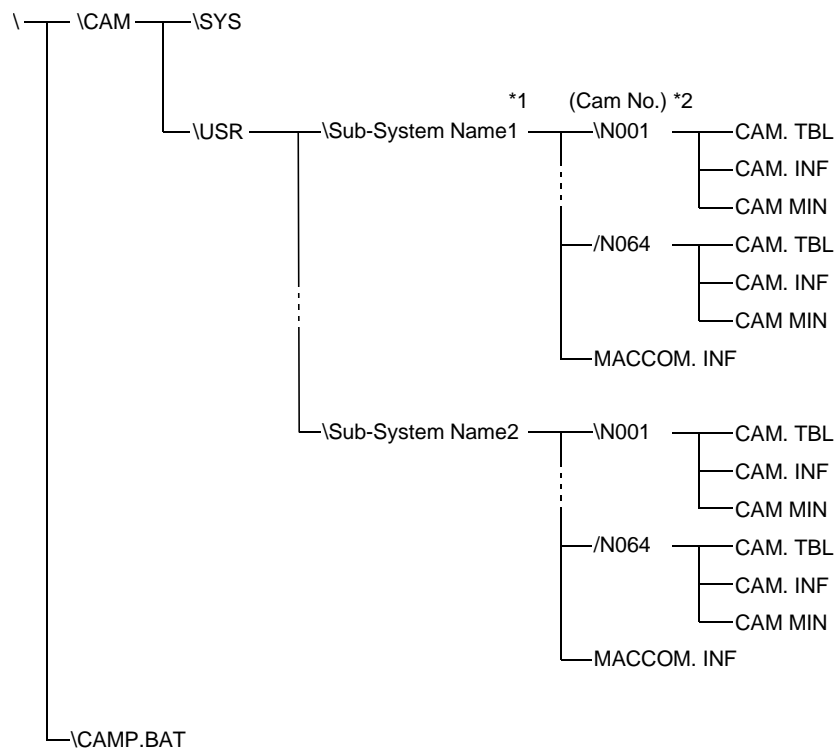 \ \CAM \SYS
*1 (Cam No.) *2
\USR \Sub-System Name1 \N001 CAM. TBL
CAM. INF
CAM MIN
/N064 CAM. TBL
CAM. INF
CAM MIN
MACCOM. INF
\Sub-System Name2 \N001 CAM. TBL
CAM. INF
CAM MIN
/N064 CAM. TBL
CAM. INF
CAM MIN
MACCOM. INF
\CAMP.BAT